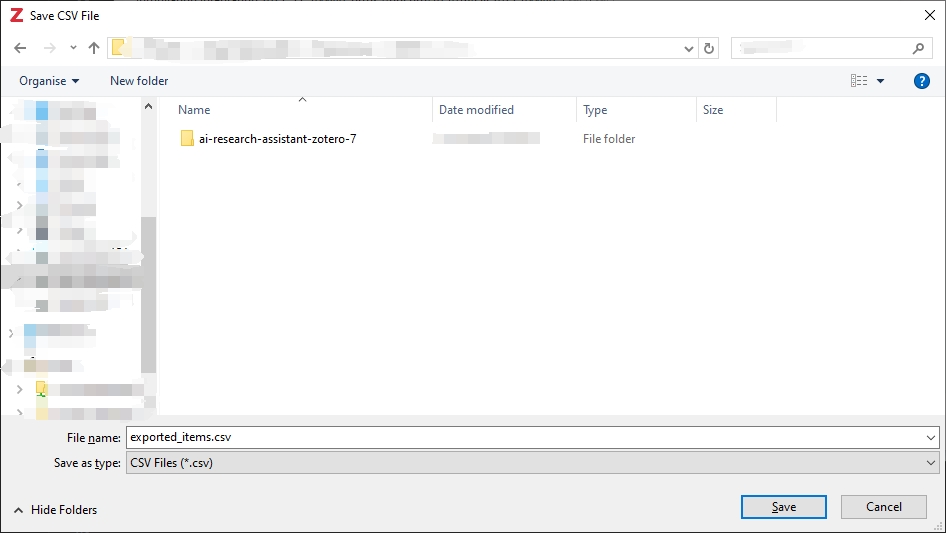 Save CSV File
Organise New folder
Name Date modified Type Size
ai-research-assistant-zotero-7 File folder
File name: exported_items.csv
Save as type: CSV Files (*.csv)
Hide Folders Save Cancel